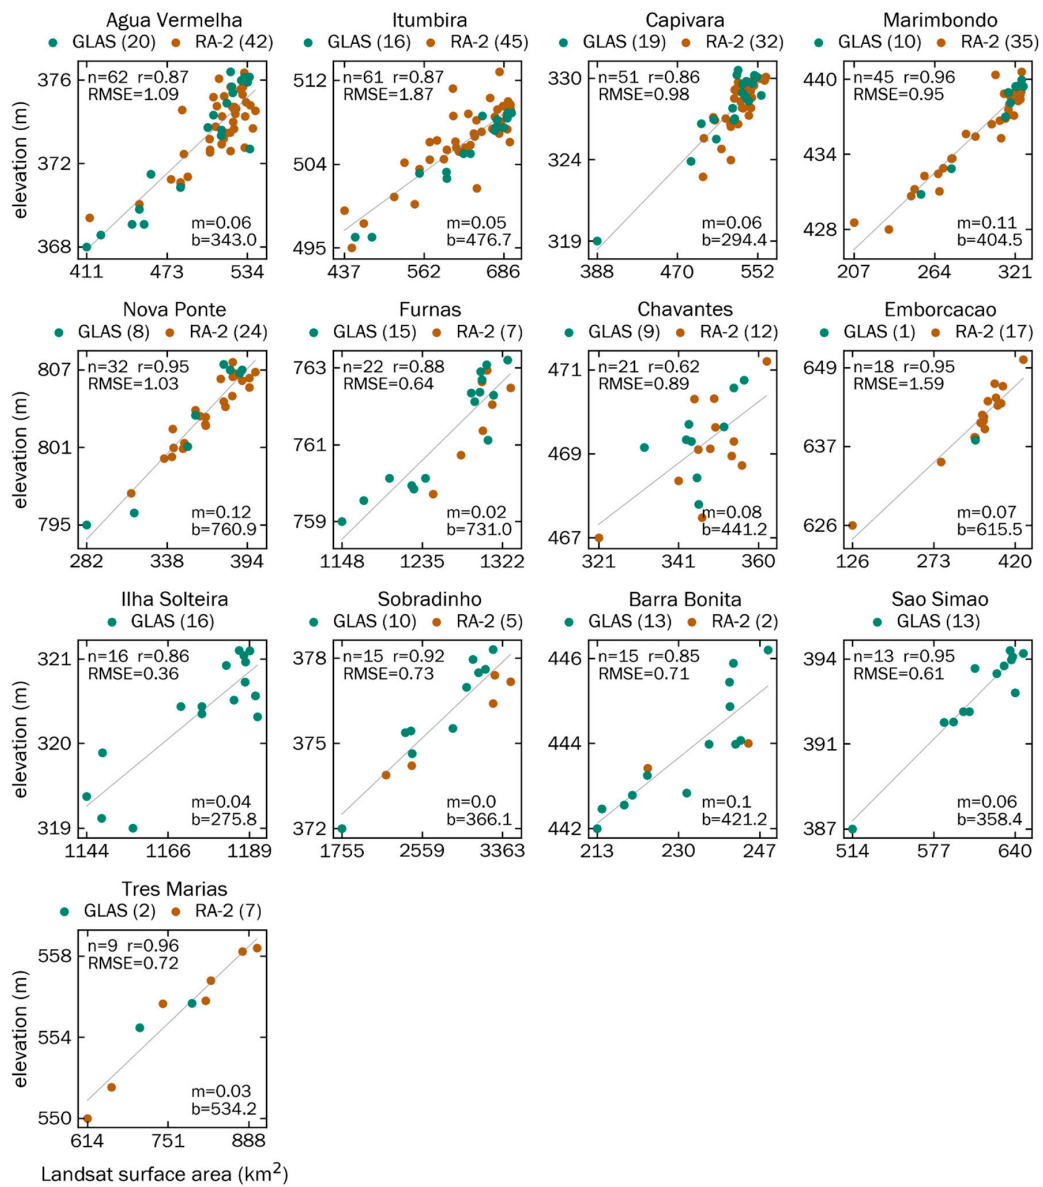 Agua Vermelha
GLAS (20) RA-2 (42)
n=62 r=0.87
RMSE=1.09
m=0.06
b=343.0
376
372
368
411 473 534
elevation (m)
Itumbira
GLAS (16) RA-2 (45)
n=61 r=0.87
RMSE=1.87
m=0.05
b=476.7
512
504
495
437 562 686
Capivara
GLAS (19) RA-2 (32)
n=51 r=0.86
RMSE=0.98
m=0.06
b=294.4
330
324
319
388 470 552
Marimbondo
GLAS (10) RA-2 (35)
n=45 r=0.96
RMSE=0.95
m=0.11
b=404.5
440
434
428
207 264 321
Nova Ponte
GLAS (8) RA-2 (24)
n=32 r=0.95
RMSE=1.03
m=0.12
b=760.9
807
801
795
282 338 394
elevation (m)
Furnas
GLAS (15) RA-2 (7)
n=22 r=0.88
RMSE=0.64
m=0.02
b=731.0
763
761
759
1148 1235 1322
Chavantes
GLAS (9) RA-2 (12)
n=21 r=0.62
RMSE=0.89
m=0.08
b=441.2
471
469
467
321 341 360
Emborcacao
GLAS (1) RA-2 (17)
n=18 r=0.95
RMSE=1.59
m=0.07
b=615.5
649
637
626
126 273 420
Ilha Solteira
GLAS (16)
n=16 r=0.86
RMSE=0.36
m=0.04
b=275.8
321
320
319
1144 1166 1189
elevation (m)
Sobradinho
GLAS (10) RA-2 (5)
n=15 r=0.92
RMSE=0.73
m=0.0
b=366.1
378
375
372
1755 2559 3363
Barra Bonita
GLAS (13) RA-2 (2)
n=15 r=0.85
RMSE=0.71
m=0.1
b=421.2
446
444
442
213 230 247
Sao Simao
GLAS (13)
n=13 r=0.95
RMSE=0.61
m=0.06
b=358.4
394
391
387
514 577 640
Tres Marias
GLAS (2) RA-2 (7)
n=9 r=0.96
RMSE=0.72
m=0.03
b=534.2
558
554
550
614 751 888
elevation (m)
Landsat surface area (km²)